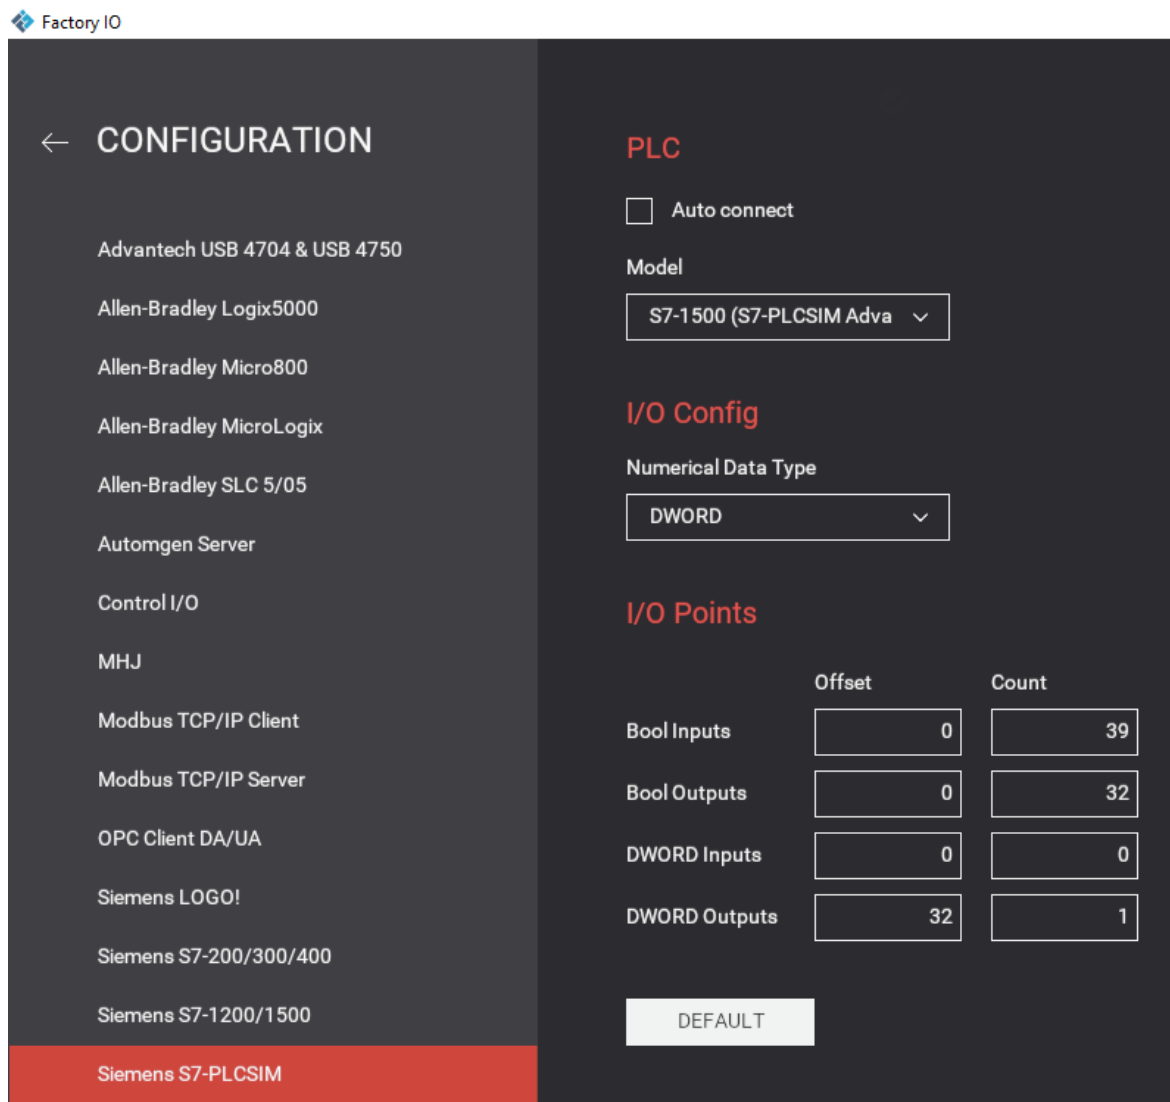 Factory IO
CONFIGURATION
Advantech USB 4704 & USB 4750
Allen-Bradley Logix5000
Allen-Bradley Micro800
Allen-Bradley MicroLogix
Allen-Bradley SLC 5/05
Automgen Server
Control I/O
MHJ
Modbus TCP/IP Client
Modbus TCP/IP Server
OPC Client DA/UA
Siemens LOGO!
Siemens S7-200/300/400
Siemens S7-1200/1500
Siemens S7-PLCSIM
PLC
Auto connect
Model
S7-1500 (S7-PLCSIM Adva
I/O Config
Numerical Data Type
DWORD
I/O Points
Offset Count
Bool Inputs 0 39
Bool Outputs 0 32
DWORD Inputs 0 0
DWORD Outputs 32 1
DEFAULT